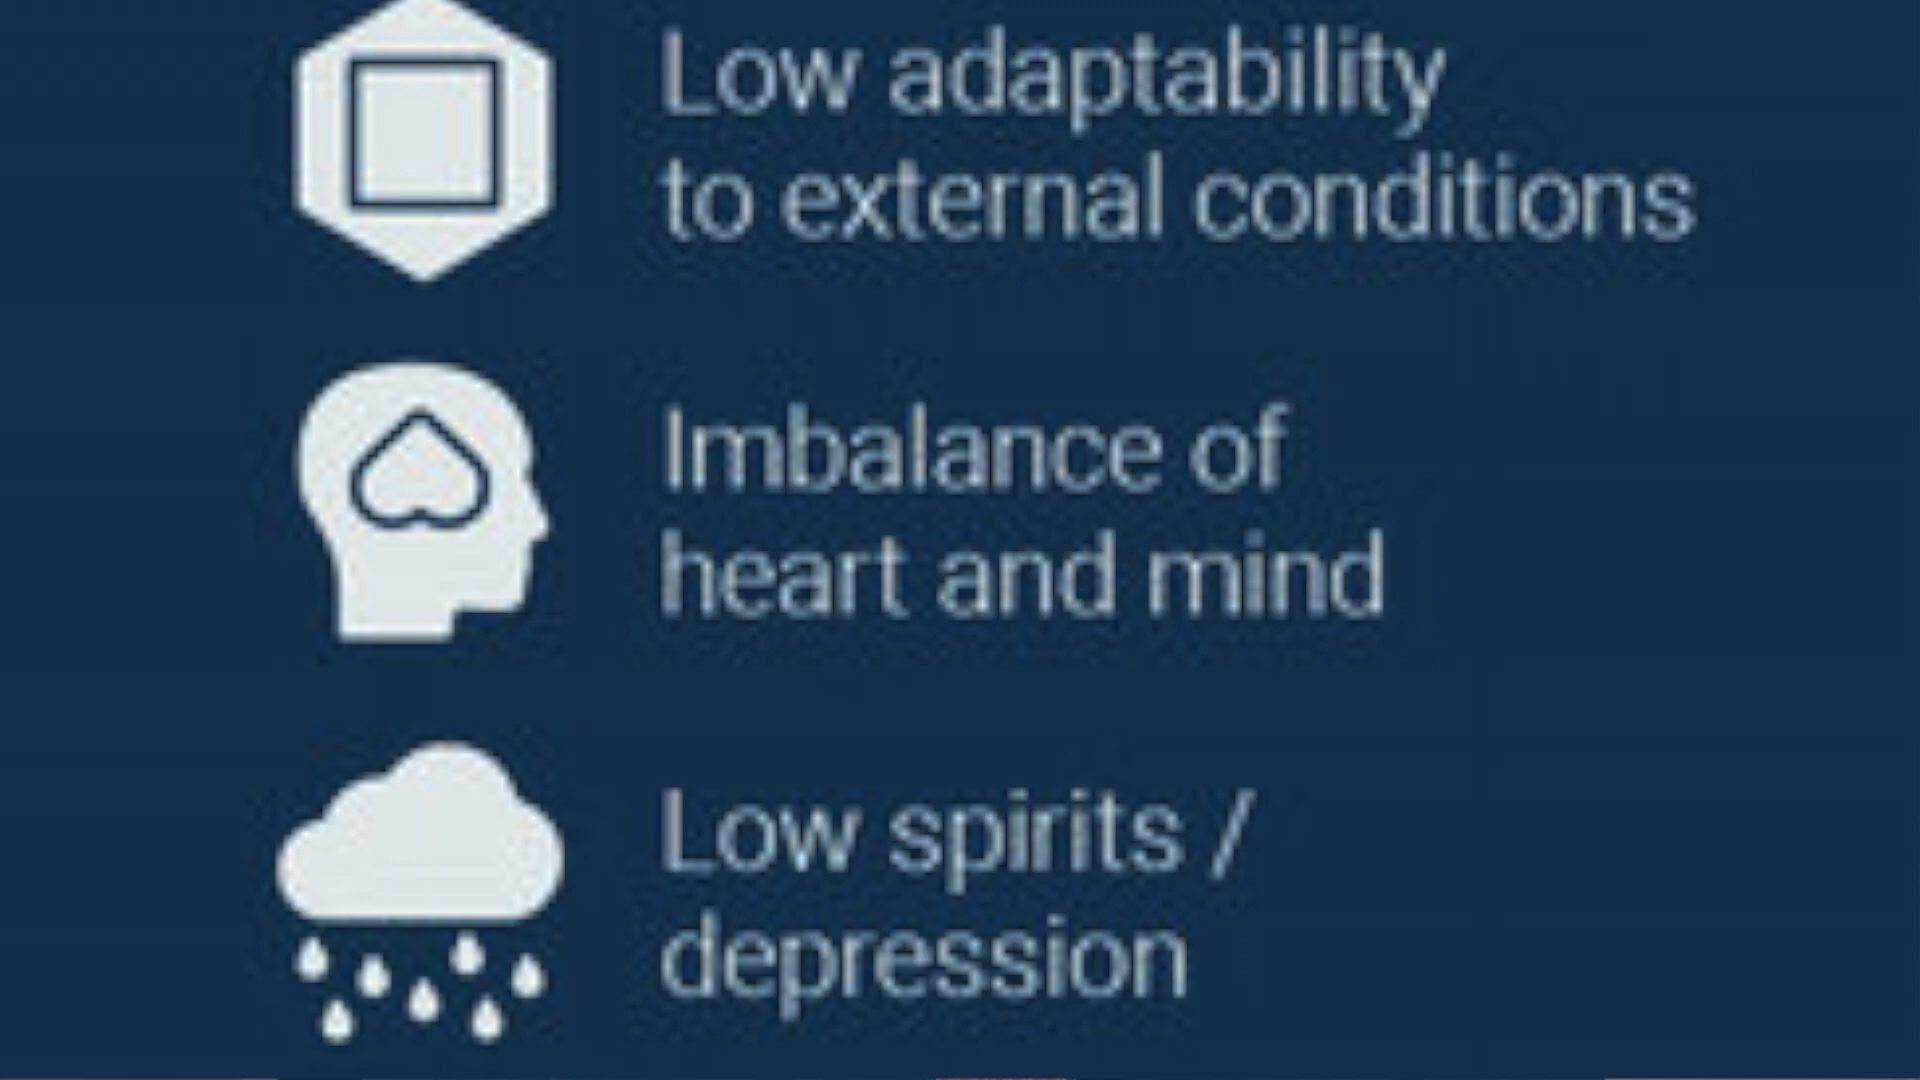 Low adaptability
to external conditions
Imbalance of
heart and mind
Low spirits /
depression